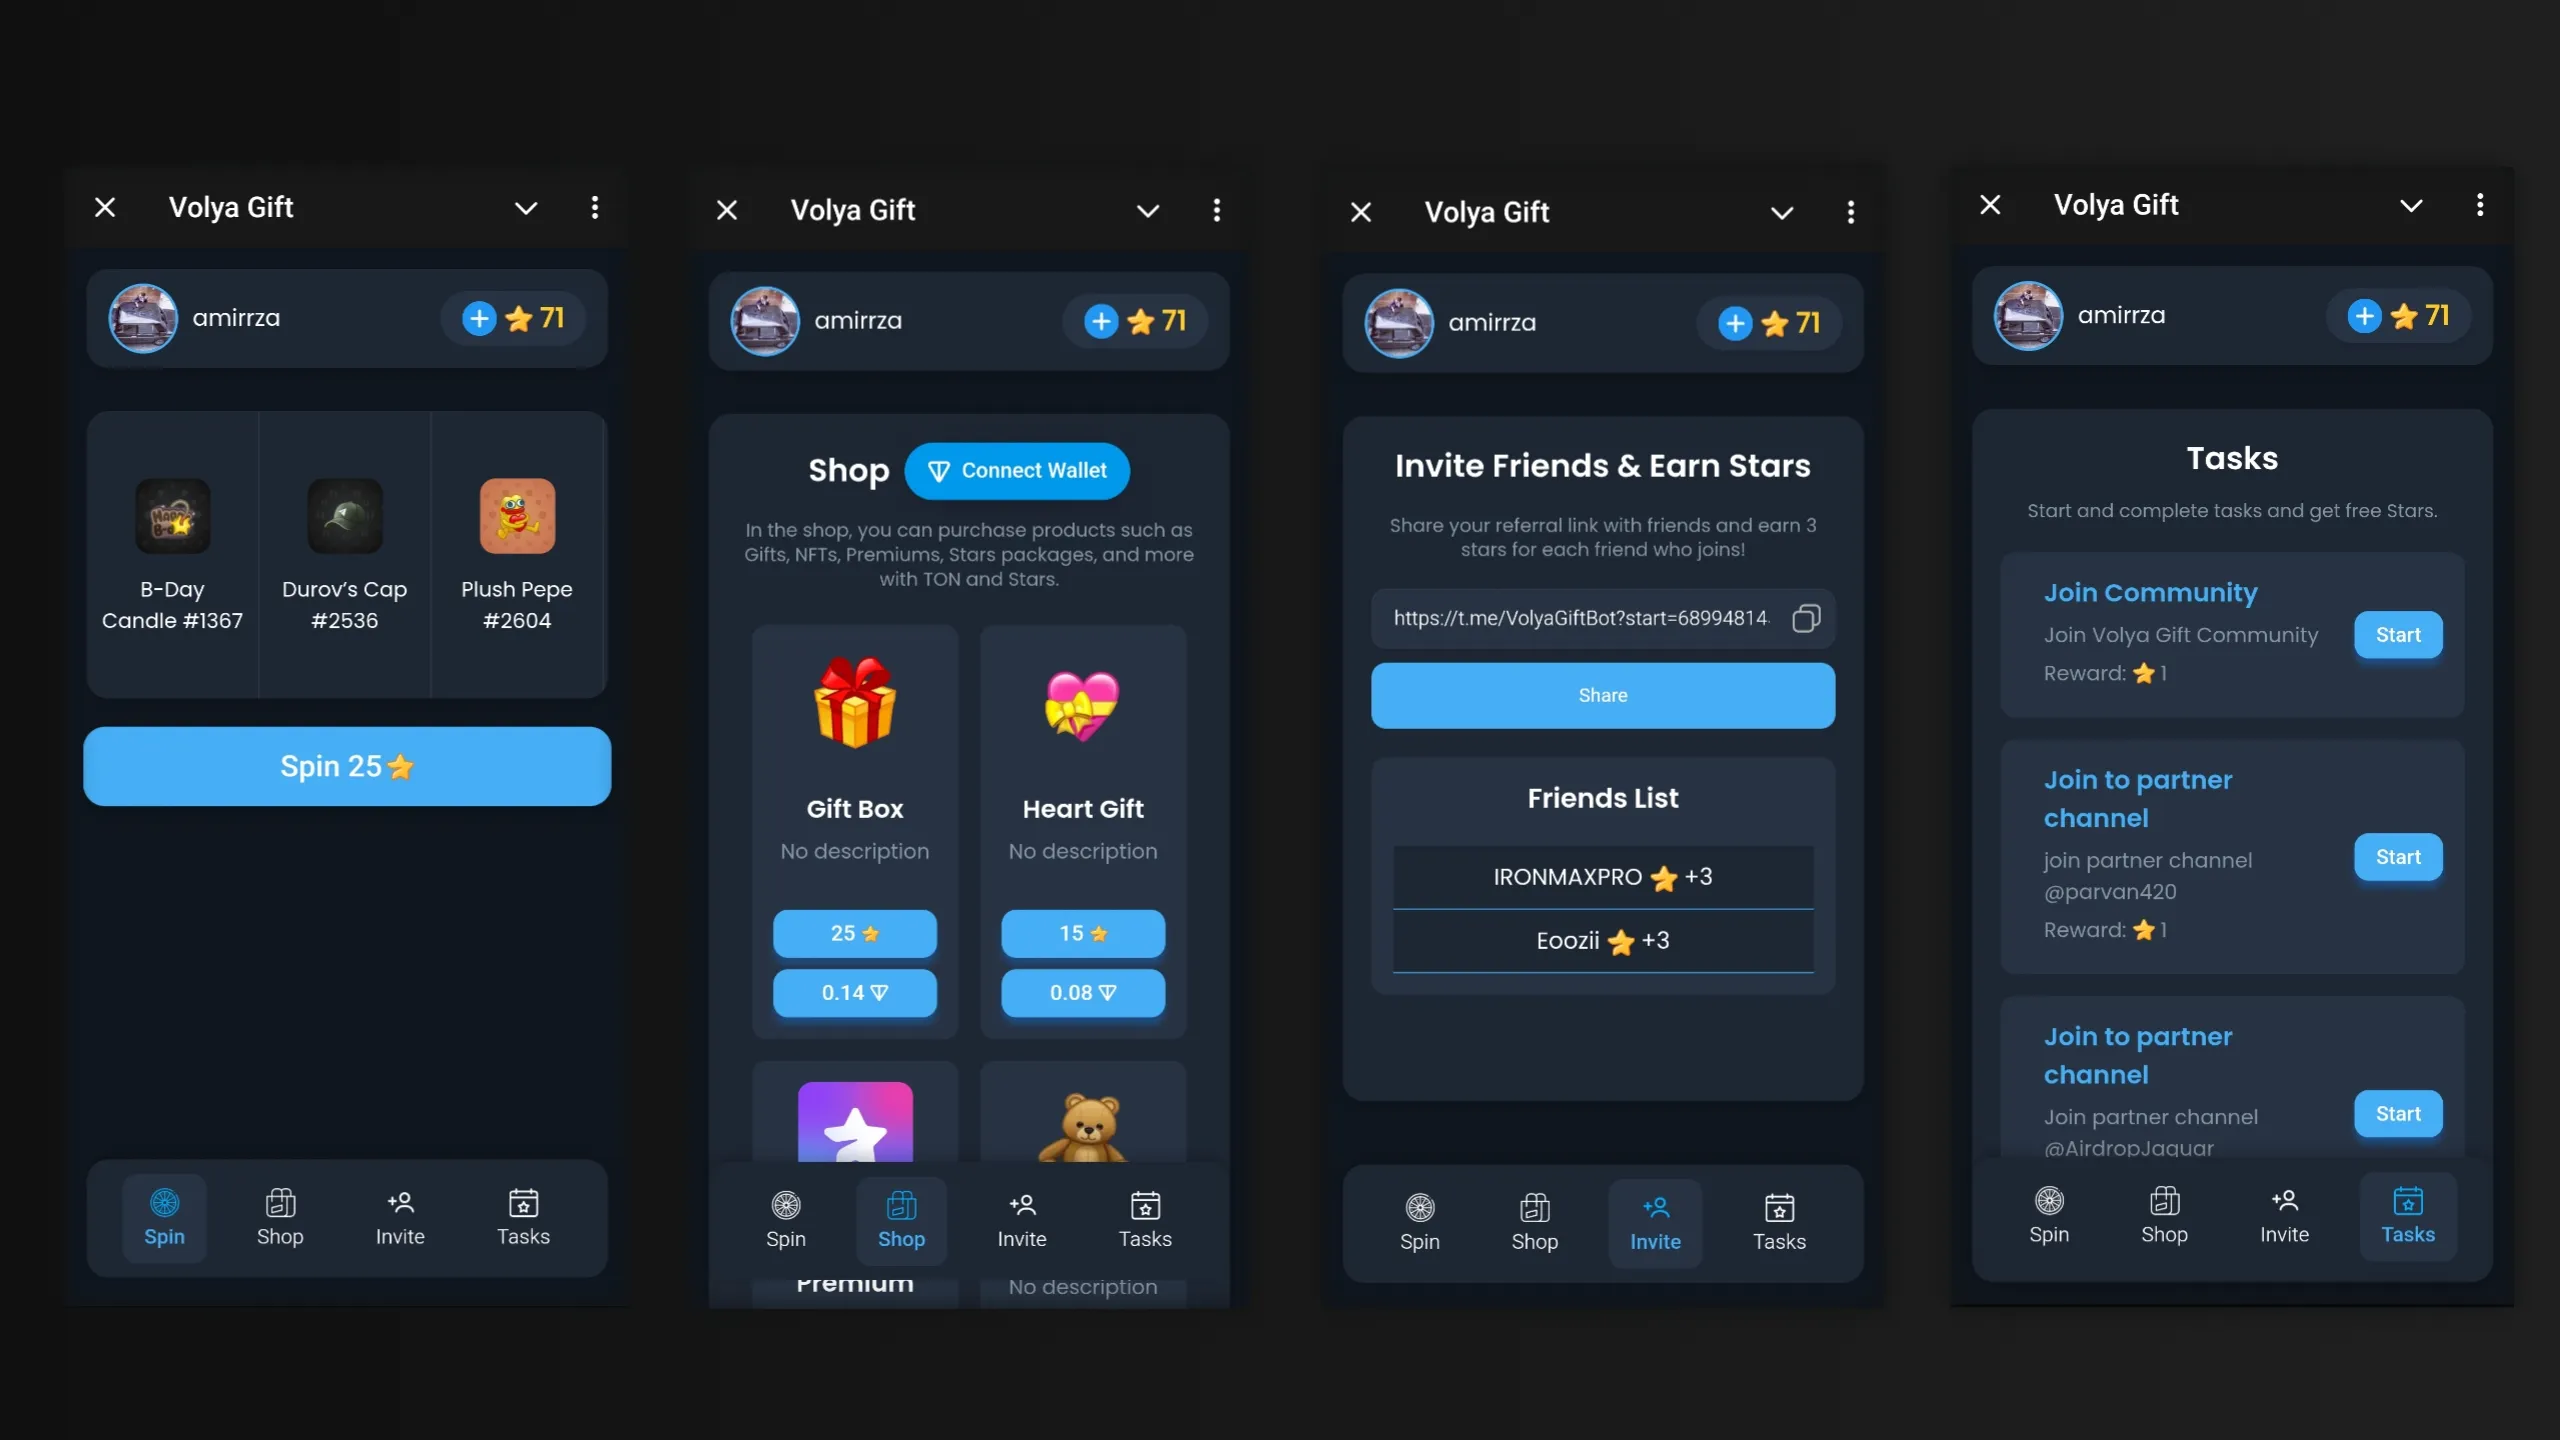 Volya Gift
amirrza
71
B-Day
Candle #1367
Durov's Cap
#2536
Plush Pepe
#2604
Spin 25
Spin
Shop
Invite
Tasks
Volya Gift
amirrza
71
Shop
Connect Wallet
In the shop, you can purchase products such as
Gifts, NFTs, Premiums, Stars packages, and more
with TON and Stars.
Gift Box
No description
25
0.14
Heart Gift
No description
15
0.08
Spin
Shop
Invite
Tasks
Premium
No description
Volya Gift
amirrza
71
Invite Friends & Earn Stars
Share your referral link with friends and earn 3
stars for each friend who joins!
https://t.me/VolyaGiftBot?start=68994814
Share
Friends List
IRONMAXPRO +3
Eoozii +3
Spin
Shop
Invite
Tasks
Volya Gift
amirrza
71
Tasks
Start and complete tasks and get free Stars.
Join Community
Join Volya Gift Community
Reward: 1
Start
Join to partner
channel
join partner channel
@parvan420
Reward: 1
Start
Join to partner
channel
Join partner channel
@AirdropJaguar
Start
Spin
Shop
Invite
Tasks